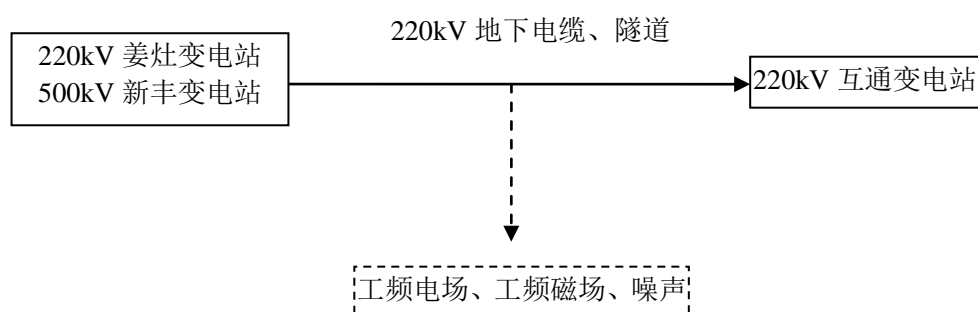 220kV 地下电缆、隧道
220kV 姜灶变电站
500kV 新丰变电站
220kV 互通变电站
工频电场、工频磁场、噪声